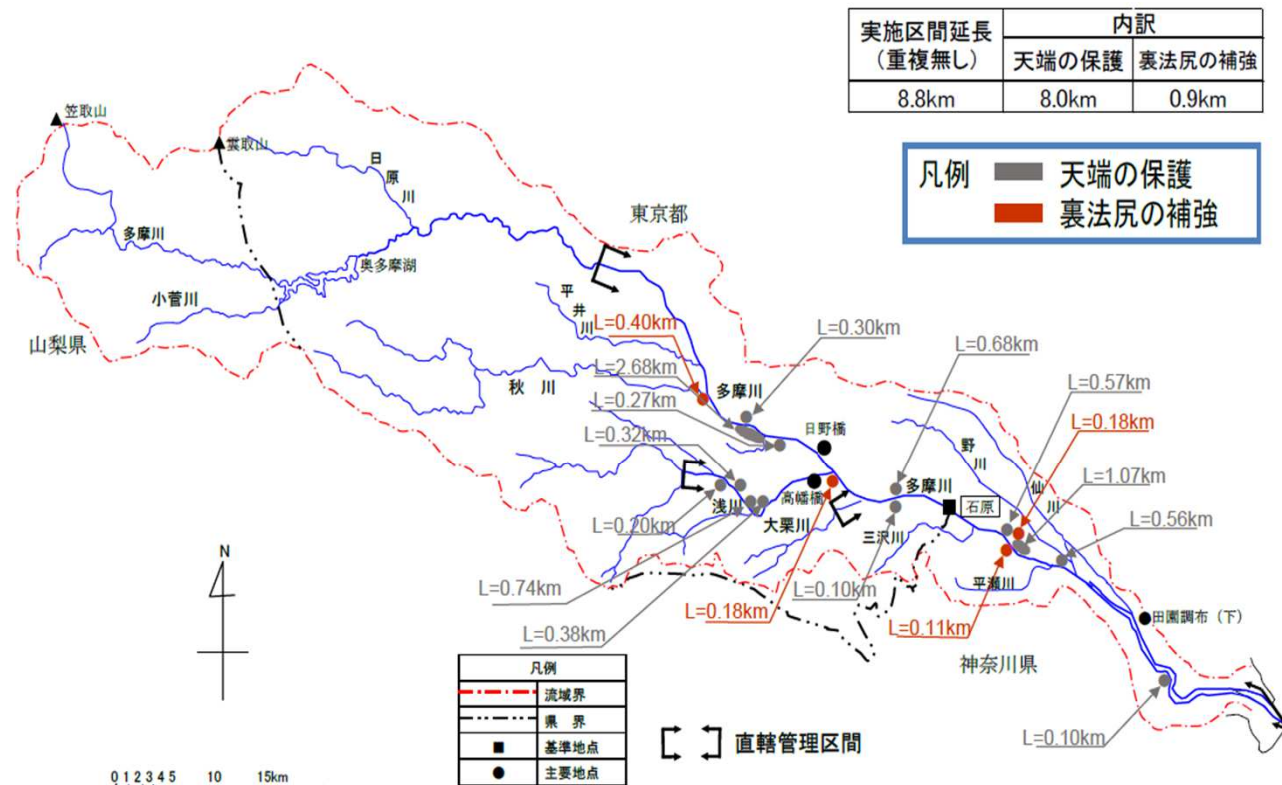 実施区間延長
(重複無し)
内訳
天端の保護
裏法尻の補強
8.8km
8.0km
0.9km
凡例
天端の保護
裏法尻の補強
笠取山
雲取山
日原川
東京都
多摩川
奥多摩湖
小菅川
平井川
山梨県
L=0.40km
L=0.30km
L=0.68km
L=2.68km
多摩川
L=0.57km
秋川
L=0.27km
日野橋
L=0.18km
L=0.32km
野川
仙川
L=1.07km
多摩川
石原
浅川
高幡橋
L=0.56km
L=0.20km
大栗川
三沢川
平瀬川
N
L=0.74km
L=0.10km
L=0.18km
L=0.11km
田園調布（下）
L=0.38km
神奈川県
凡例
流域界
県 界
基準地点
主要地点
直轄管理区間
L=0.10km
0 1 2 3 4 5 10 15km